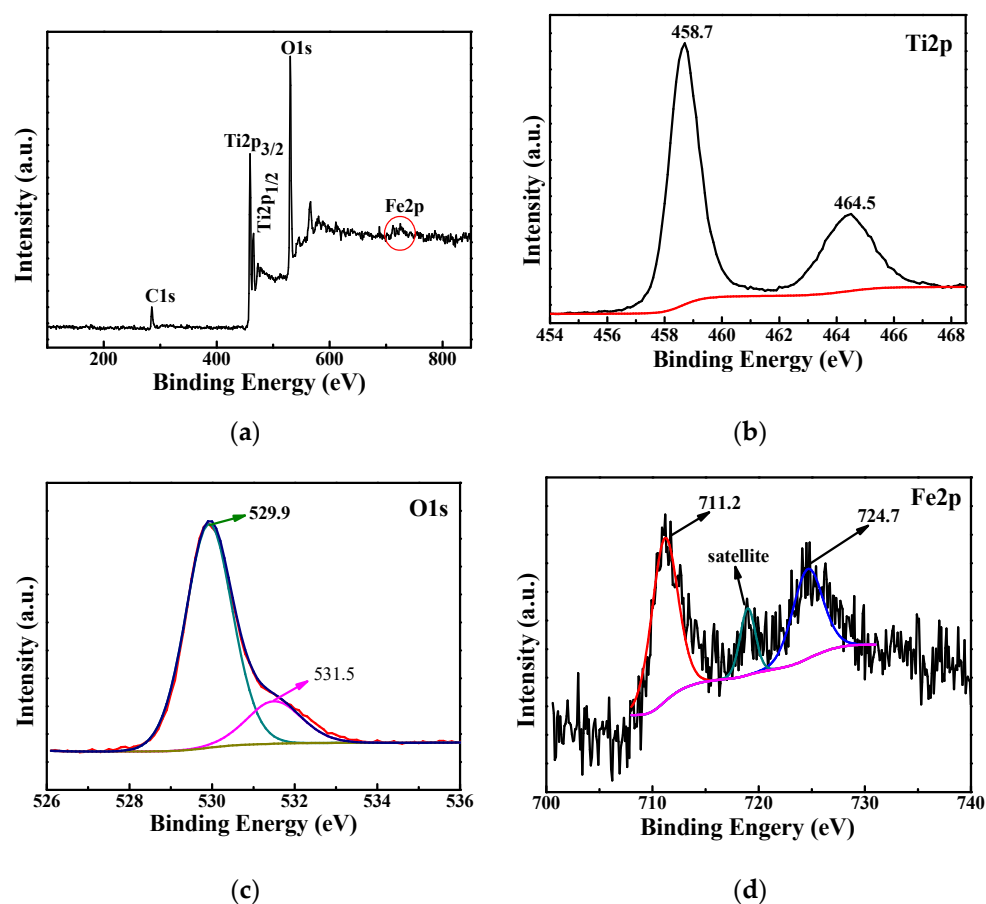 O1s
Ti2p3/2
Ti2p1/2
Fe2p
C1s
Intensity (a.u.)
200 400 600 800
Binding Energy (eV)
(a)
458.7
Ti2p
464.5
Intensity (a.u.)
454 456 458 460 462 464 466 468
Binding Energy (eV)
(b)
O1s
529.9
531.5
Intensity (a.u.)
526 528 530 532 534 536
Binding Energy (eV)
(c)
Fe2p
711.2
724.7
satellite
Intensity (a.u.)
700 710 720 730 740
Binding Engery (eV)
(d)